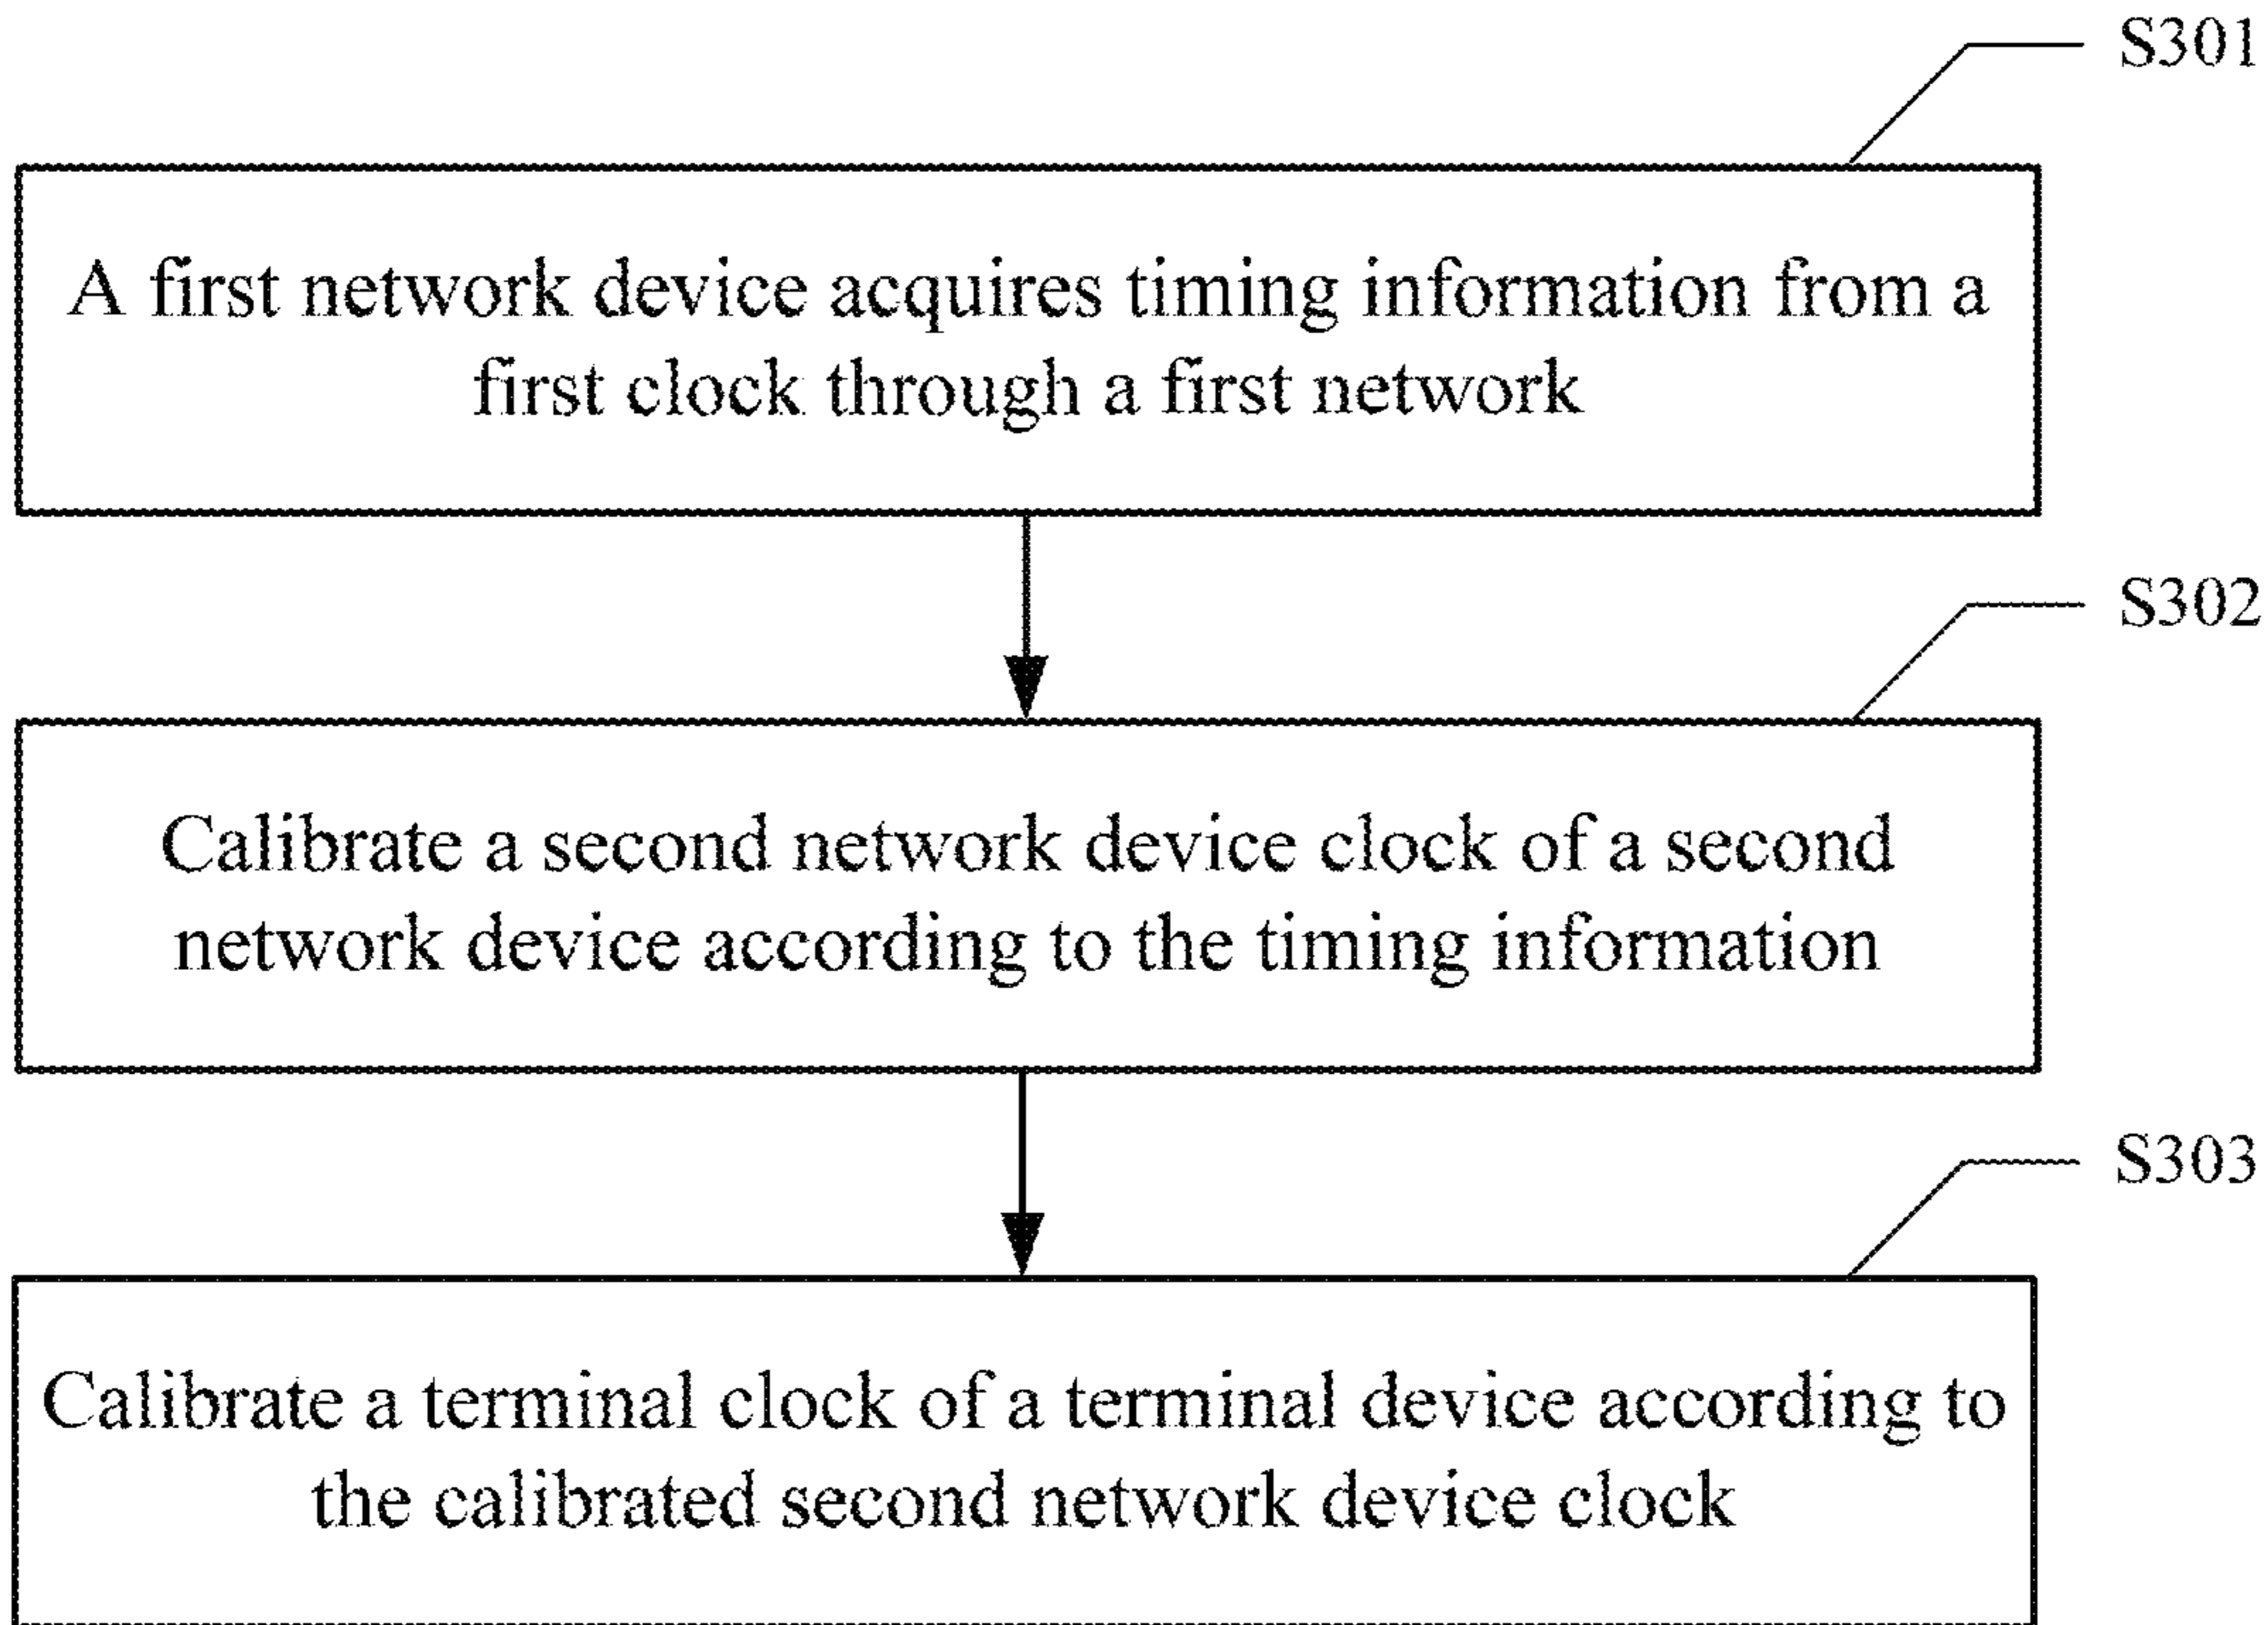 S301
A first network device acquires timing information from a
first clock through a first network
S302
Calibrate a second network device clock of a second
network device according to the timing information
S303
Calibrate a terminal clock of a terminal device according to
the calibrated second network device clock